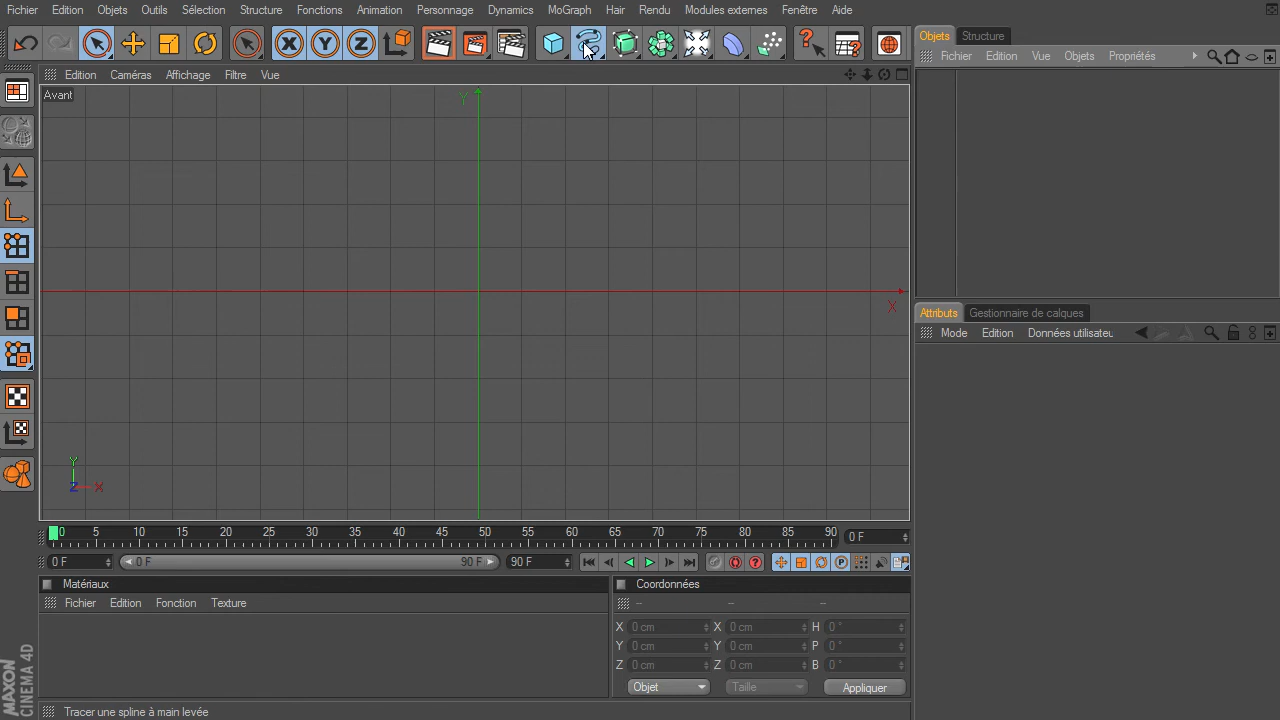 Fichier Edition Objets Outils Sélection Structure Fonctions Animation Personnage Dynamics MoGraph Hair Rendu Modules externes Fenêtre Aide
Objets Structure
Fichier Edition Vue Objets Propriétés
Edition Caméras Affichage Filtre Vue
Avant
Y
X
Attributs Gestionnaire de calques
Mode Edition Données utilisateu
Y
Z X
0 5 10 15 20 25 30 35 40 45 50 55 60 65 70 75 80 85 90 0 F
0 F 0 F 90 F 90 F
Matériaux
Fichier Edition Fonction Texture
Coordonnées
-- -- --
X 0 cm X 0 cm H 0 °
Y 0 cm Y 0 cm P 0 °
Z 0 cm Z 0 cm B 0 °
Objet Taille Appliquer
MAXON
CINEMA 4D
Tracer une spline à main levée